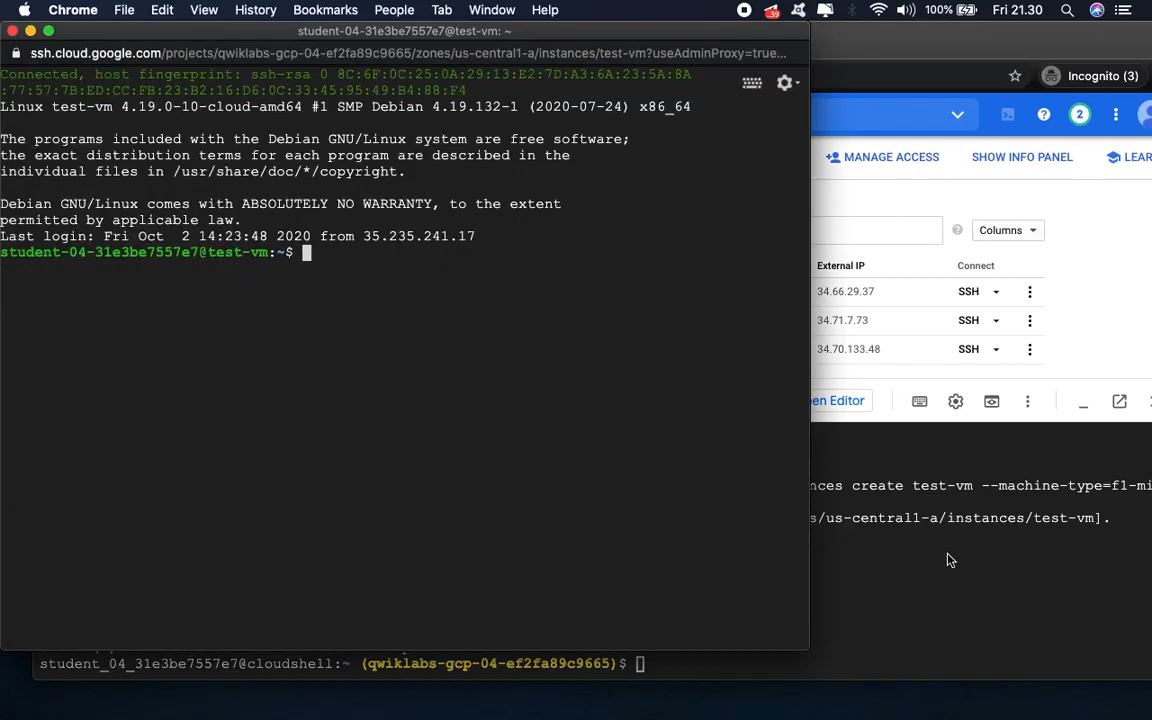 Chrome File Edit View History Bookmarks People Tab Window Help 39 100% Fri 21.30
student-04-31e3be7557e7@test-vm: ~
ssh.cloud.google.com/projects/qwiklabs-gcp-04-ef2fa89c9665/zones/us-central1-a/instances/test-vm?useAdminProxy=true...
Connected, host fingerprint: ssh-rsa 0 8C:6F:0C:25:0A:29:13:E2:7D:A3:6A:23:5A:8A
:77:57:7B:ED:CC:FB:23:B2:16:D6:0C:33:45:95:49:B4:88:F4
Linux test-vm 4.19.0-10-cloud-amd64 #1 SMP Debian 4.19.132-1 (2020-07-24) x86_64
The programs included with the Debian GNU/Linux system are free software;
the exact distribution terms for each program are described in the
individual files in /usr/share/doc/*/copyright.
Debian GNU/Linux comes with ABSOLUTELY NO WARRANTY, to the extent
permitted by applicable law.
Last login: Fri Oct  2 14:23:48 2020 from 35.235.241.17
student-04-31e3be7557e7@test-vm:~$
Incognito (3)
2
MANAGE ACCESS SHOW INFO PANEL LEAR
Columns
External IP Connect
34.66.29.37 SSH
34.71.7.73 SSH
34.70.133.48 SSH
en Editor
nces create test-vm --machine-type=f1-mi
s/us-central1-a/instances/test-vm].
student_04_31e3be7557e7@cloudshell:~ (qwiklabs-gcp-04-ef2fa89c9665)$